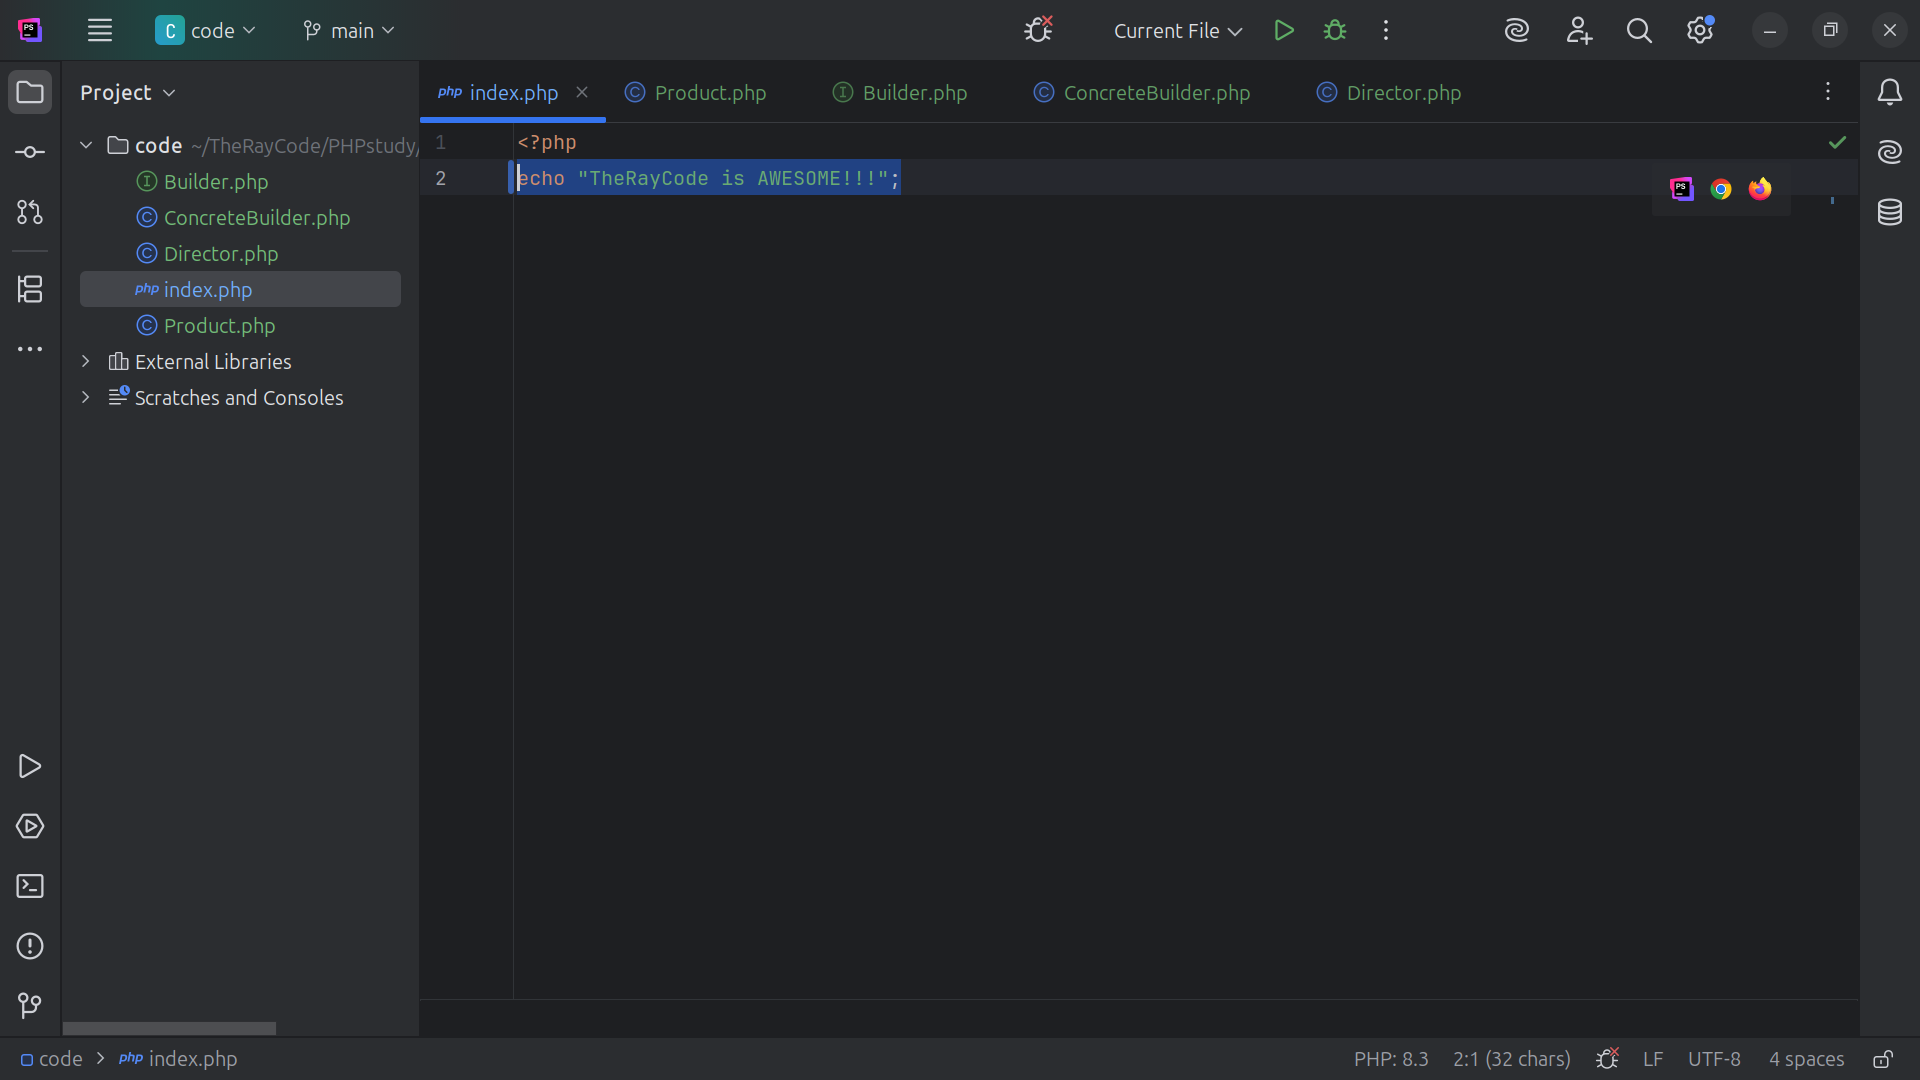 C code main Current File
Project
code ~/TheRayCode/PHPstudy/
Builder.php
ConcreteBuilder.php
Director.php
php index.php
Product.php
External Libraries
Scratches and Consoles
php index.php Product.php Builder.php ConcreteBuilder.php Director.php
1 <?php
2 echo "TheRayCode is AWESOME!!!";
code > php index.php
PHP: 8.3 2:1 (32 chars) LF UTF-8 4 spaces